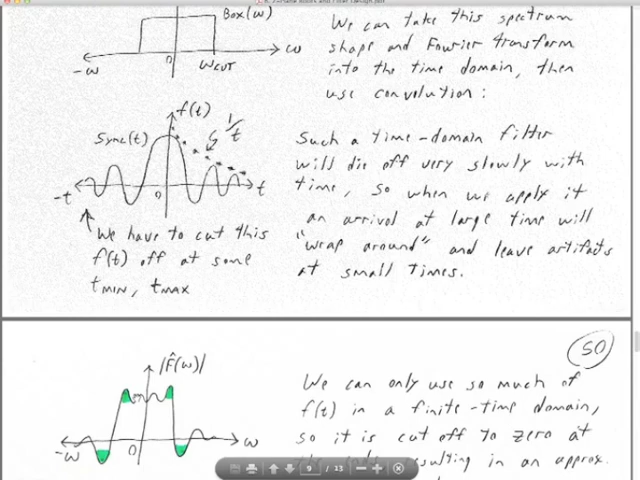 Box(ω)
-ω
0
ωCUT
ω
We can take this spectrum
shape and Fourier transform
into the time domain, then
use convolution:
f(t)
Sync(t)
1/t
-t
0
t
We have to cut this
f(t) off at some
tMIN, tMAX
Such a time-domain filter
will die off very slowly with
time, so when we apply it
an arrival at large time will
"wrap around" and leave artifacts
at small times.
50
|F̂(ω)|
-ω
0
ω
We can only use so much of
f(t) in a finite-time domain,
so it is cut off to zero at
the ends, resulting in an approx.
9 / 13